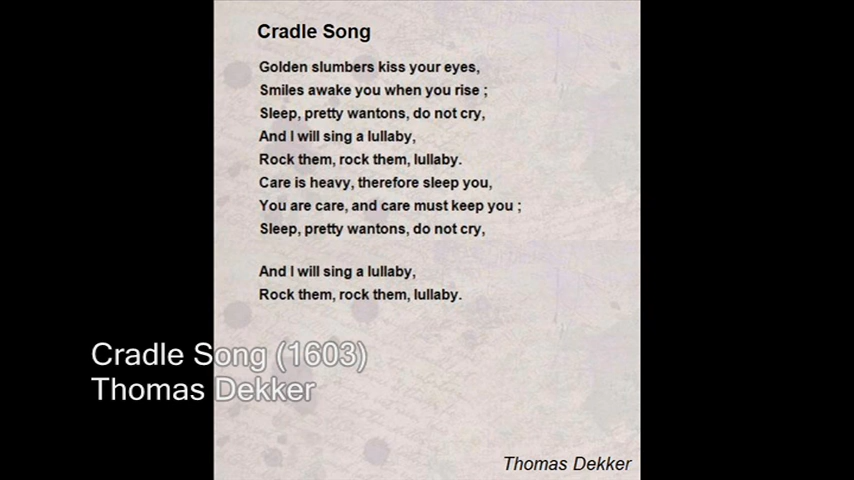 Cradle Song
Golden slumbers kiss your eyes,
Smiles awake you when you rise ;
Sleep, pretty wantons, do not cry,
And I will sing a lullaby,
Rock them, rock them, lullaby.
Care is heavy, therefore sleep you,
You are care, and care must keep you ;
Sleep, pretty wantons, do not cry,
And I will sing a lullaby,
Rock them, rock them, lullaby.
Cradle Song (1603)
Thomas Dekker
Thomas Dekker